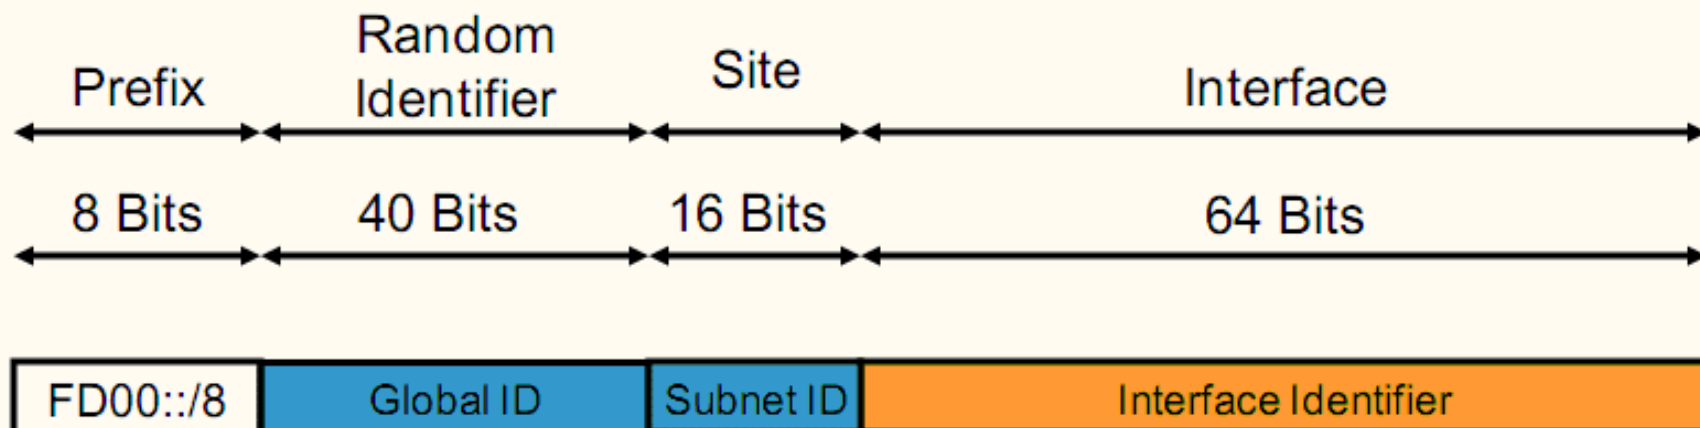 Prefix
Random
Identifier
Site
Interface
8 Bits
40 Bits
16 Bits
64 Bits
FD00::/8
Global ID
Subnet ID
Interface Identifier